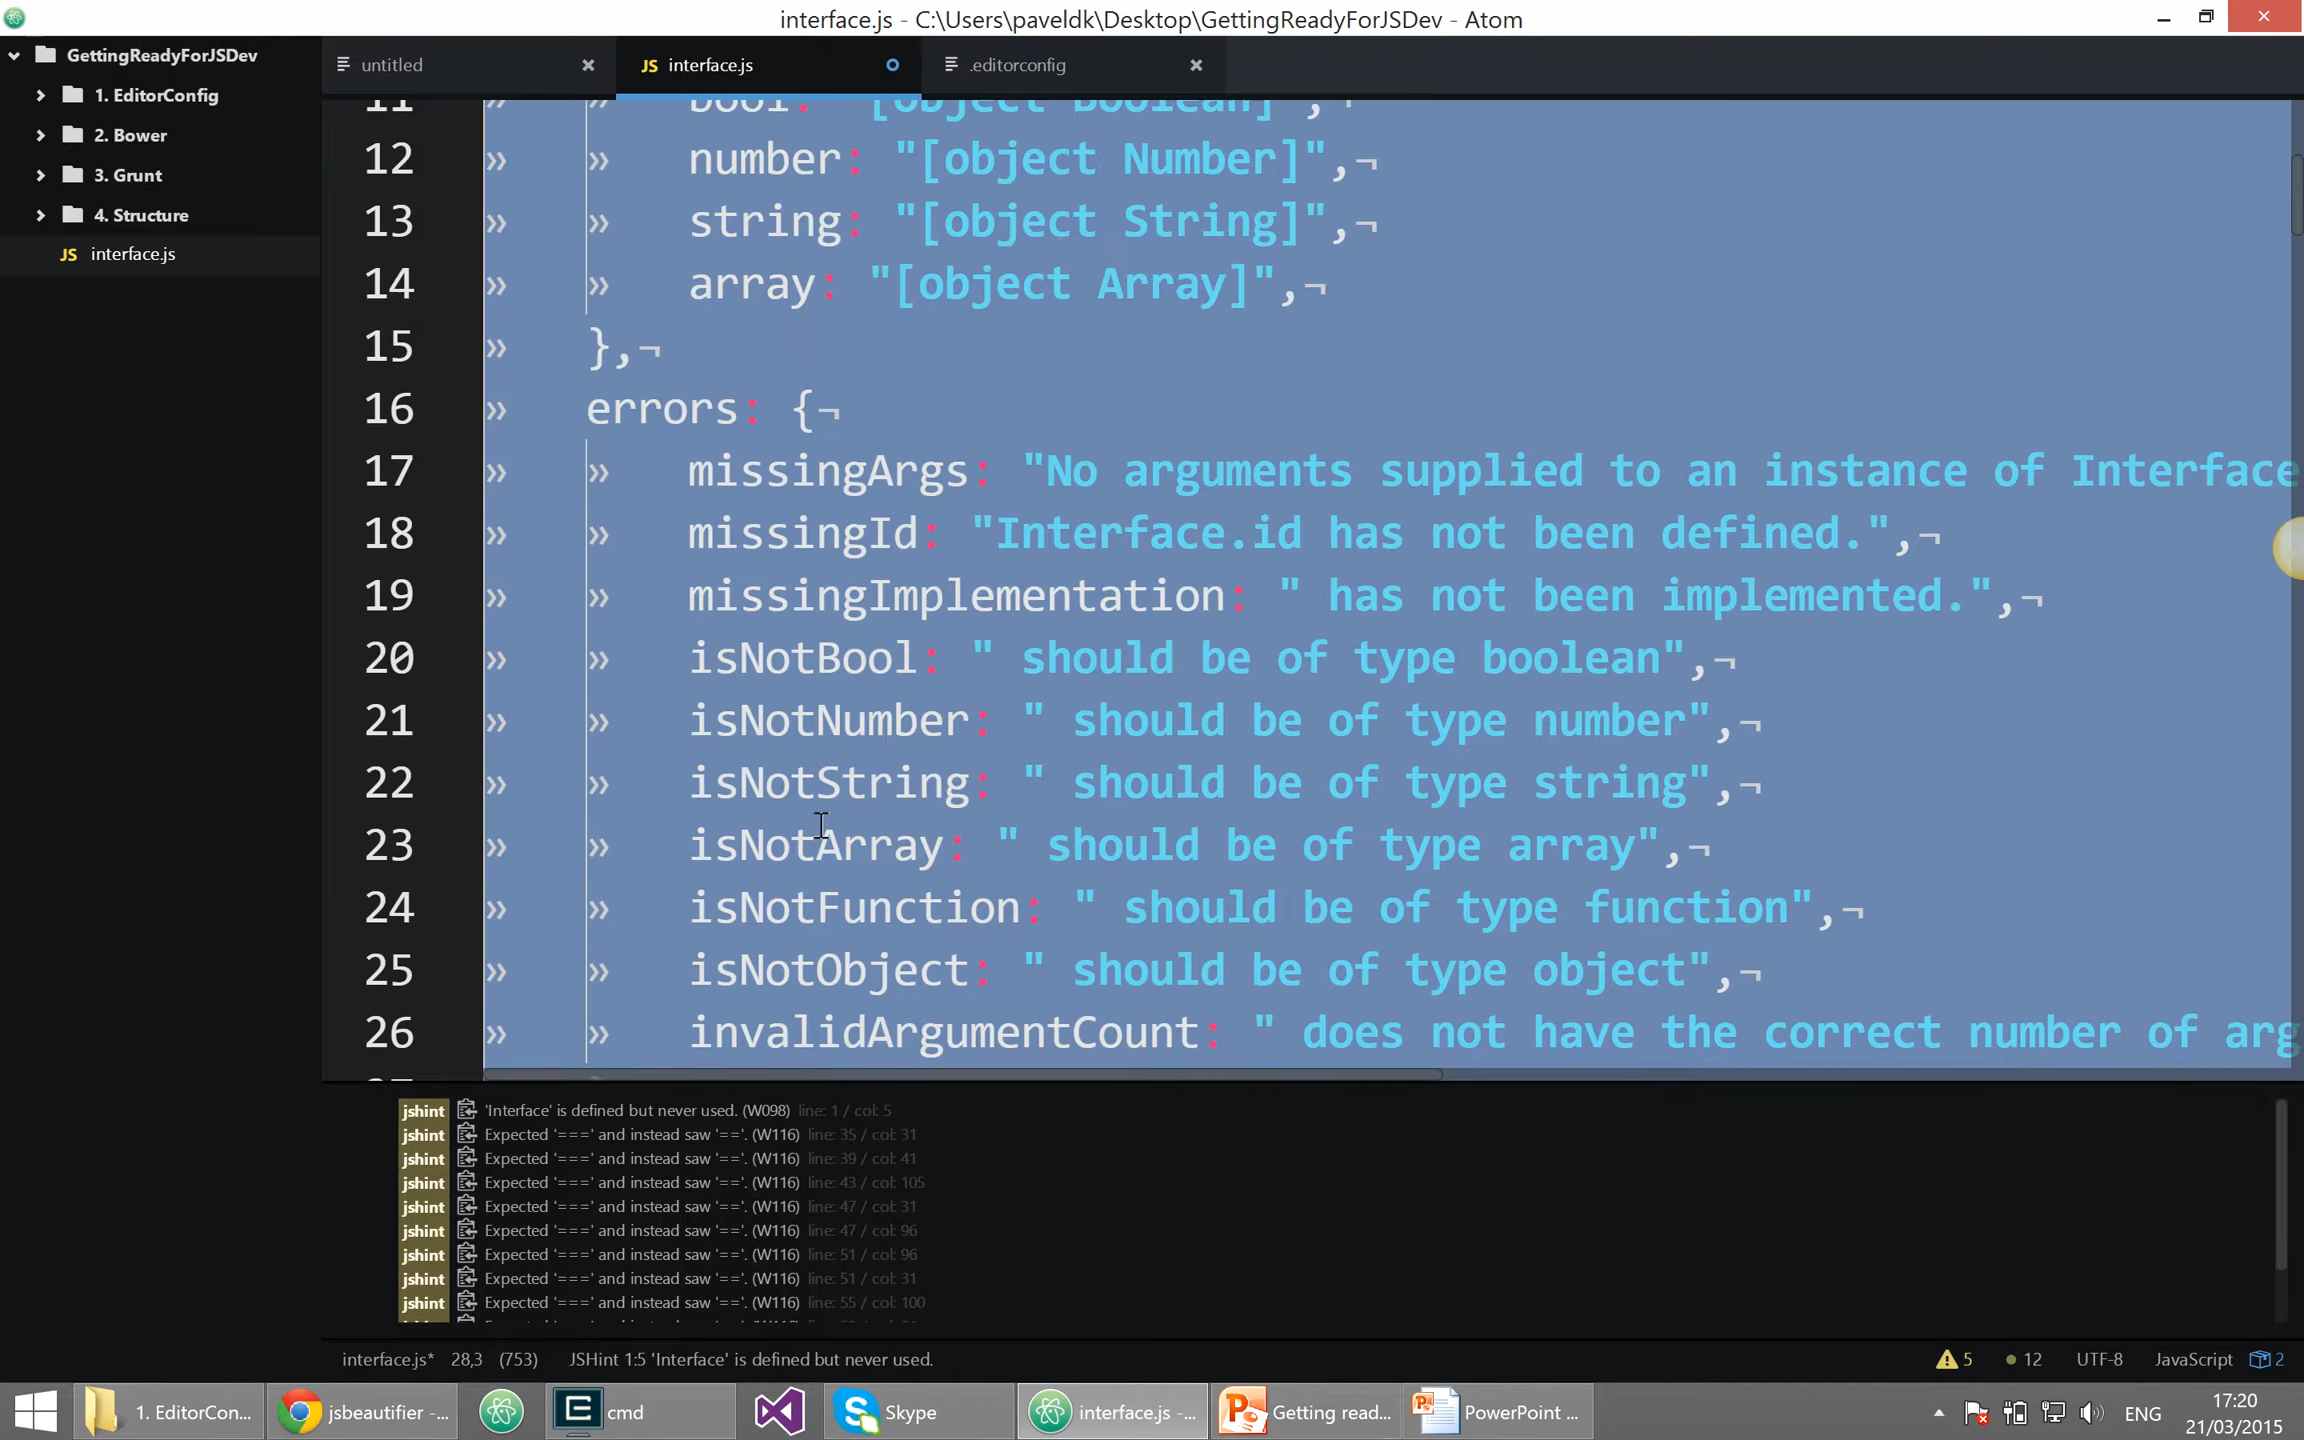 interface.js - C:\Users\paveldk\Desktop\GettingReadyForJSDev - Atom
GettingReadyForJSDev
1. EditorConfig
2. Bower
3. Grunt
4. Structure
JS interface.js
untitled
JS interface.js
.editorconfig
11 » » bool: "[object Boolean]",¬
12 » » number: "[object Number]",¬
13 » » string: "[object String]",¬
14 » » array: "[object Array]",¬
15 » },¬
16 » errors: {¬
17 » » missingArgs: "No arguments supplied to an instance of Interface
18 » » missingId: "Interface.id has not been defined.",¬
19 » » missingImplementation: " has not been implemented.",¬
20 » » isNotBool: " should be of type boolean",¬
21 » » isNotNumber: " should be of type number",¬
22 » » isNotString: " should be of type string",¬
23 » » isNotArray: " should be of type array",¬
24 » » isNotFunction: " should be of type function",¬
25 » » isNotObject: " should be of type object",¬
26 » » invalidArgumentCount: " does not have the correct number of arg
jshint 'Interface' is defined but never used. (W098) line: 1 / col: 5
jshint Expected '===' and instead saw '=='. (W116) line: 35 / col: 31
jshint Expected '===' and instead saw '=='. (W116) line: 39 / col: 41
jshint Expected '===' and instead saw '=='. (W116) line: 43 / col: 105
jshint Expected '===' and instead saw '=='. (W116) line: 47 / col: 31
jshint Expected '===' and instead saw '=='. (W116) line: 47 / col: 96
jshint Expected '===' and instead saw '=='. (W116) line: 51 / col: 96
jshint Expected '===' and instead saw '=='. (W116) line: 51 / col: 31
jshint Expected '===' and instead saw '=='. (W116) line: 55 / col: 100
interface.js* 28,3 (753) JSHint 1:5 'Interface' is defined but never used. 5 12 UTF-8 JavaScript 2
1. EditorCon...
jsbeautifier -...
cmd
Skype
interface.js -...
Getting read...
PowerPoint ...
ENG
17:20
21/03/2015